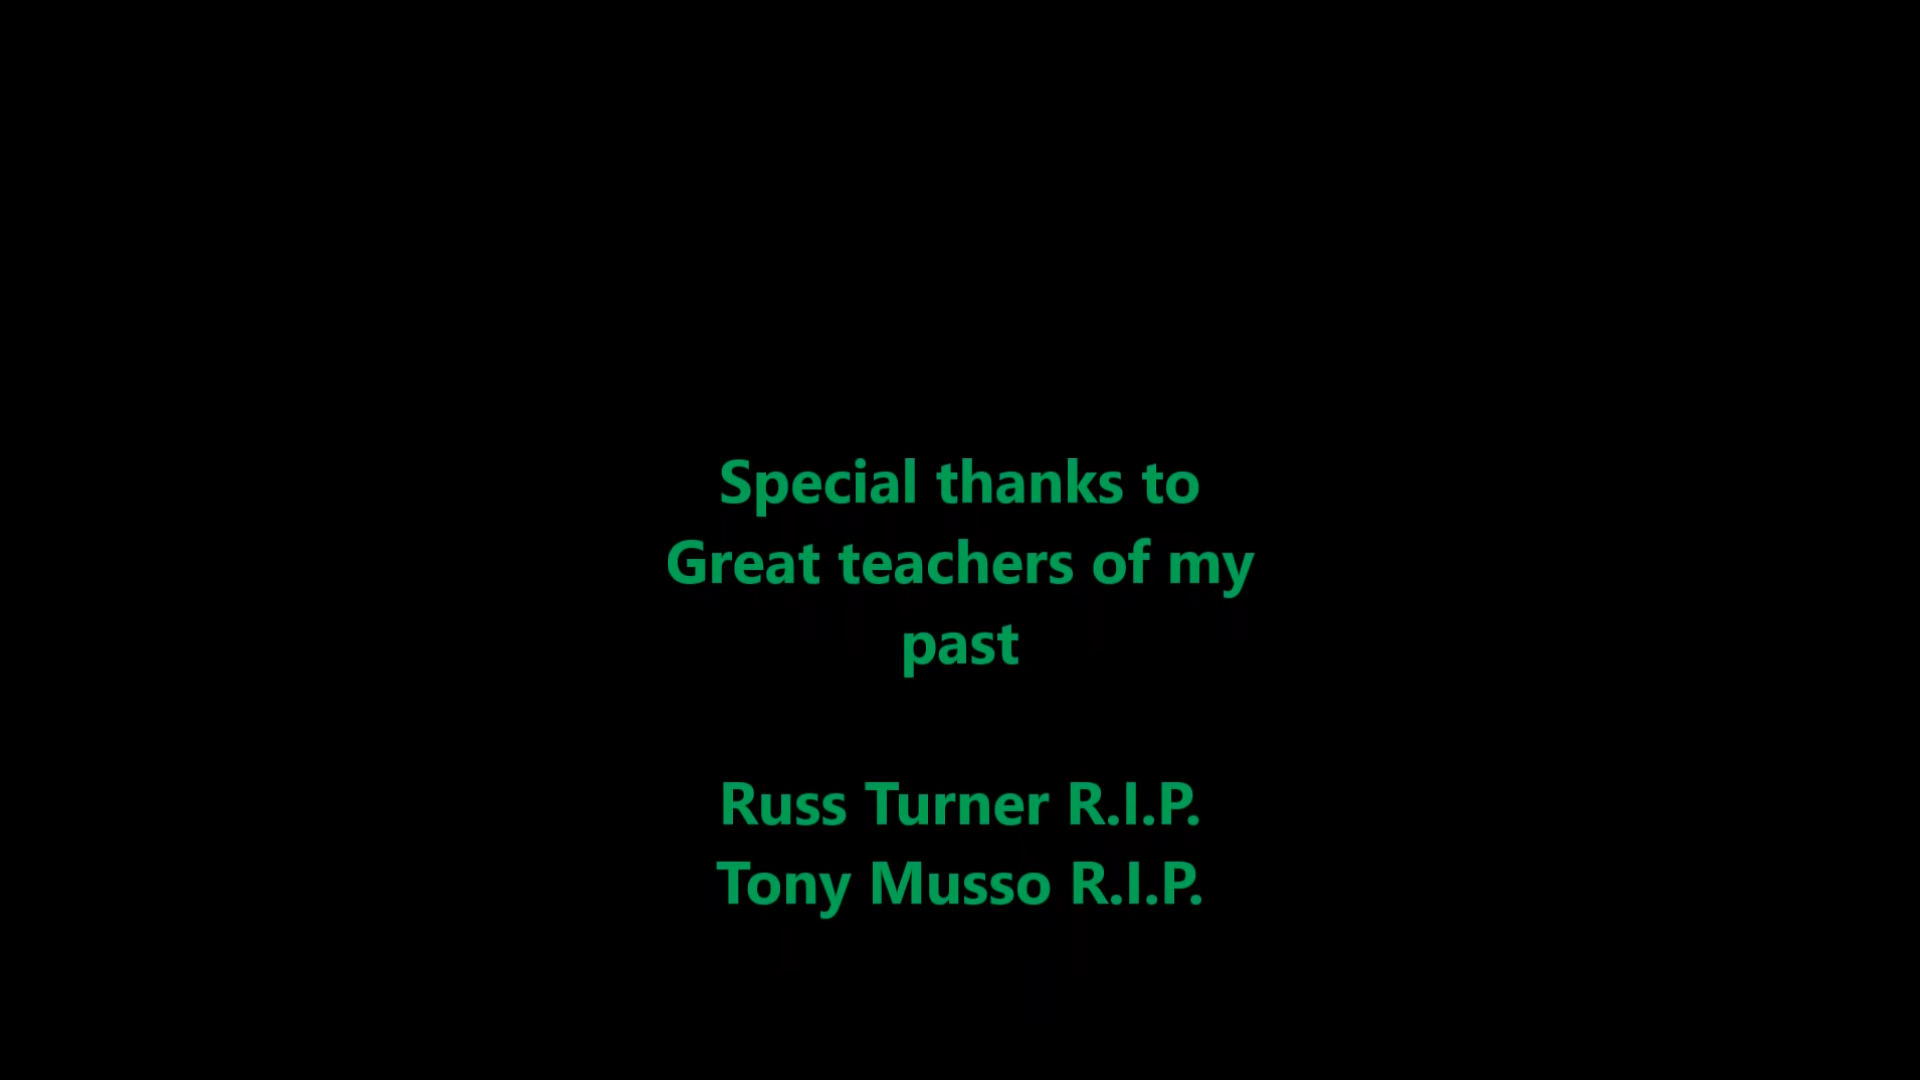 Special thanks to
Great teachers of my
past
Russ Turner R.I.P.
Tony Musso R.I.P.